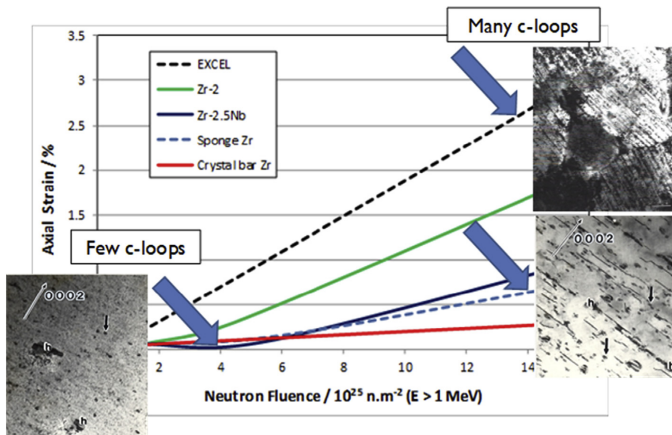 Many c-loops
3.5
3
2.5
1.5
EXCEL
Zr-2
Zr-2.5Nb
Sponge Zr
Crystal bar Zr
Axial Strain / %
Few c-loops
0002
h
h
0002
h
h
2
4
6
8
10
12
14
Neutron Fluence / 10²⁵ n.m⁻² (E > 1 MeV)